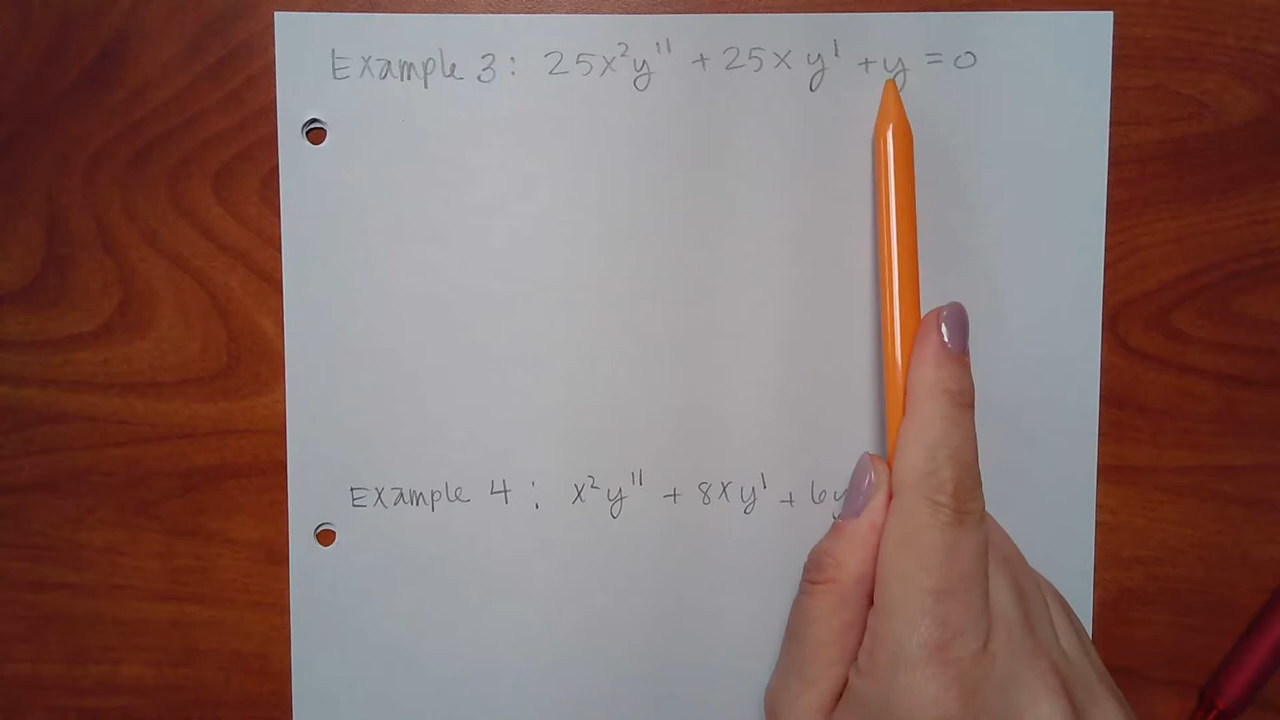 Example 3: 25x²y'' + 25xy' + y = 0
Example 4: x²y'' + 8xy' + 6y